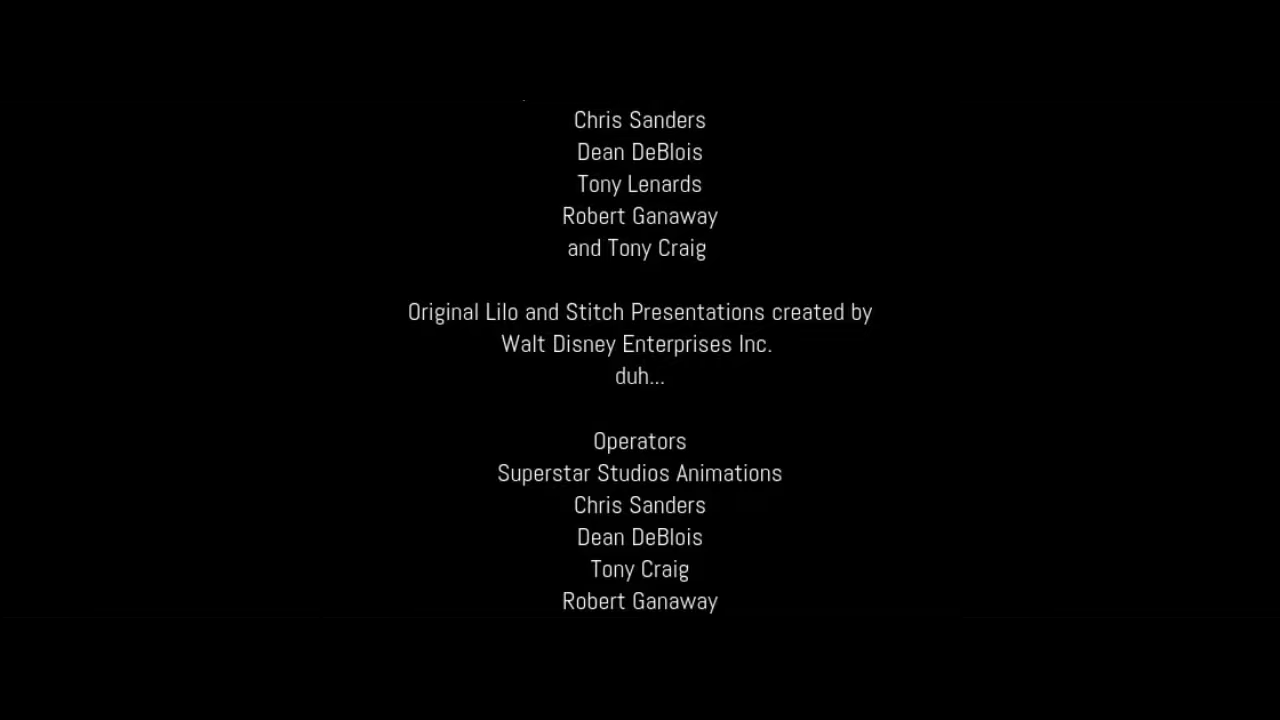 Chris Sanders
Dean DeBlois
Tony Lenards
Robert Ganaway
and Tony Craig
Original Lilo and Stitch Presentations created by
Walt Disney Enterprises Inc.
duh...
Operators
Superstar Studios Animations
Chris Sanders
Dean DeBlois
Tony Craig
Robert Ganaway